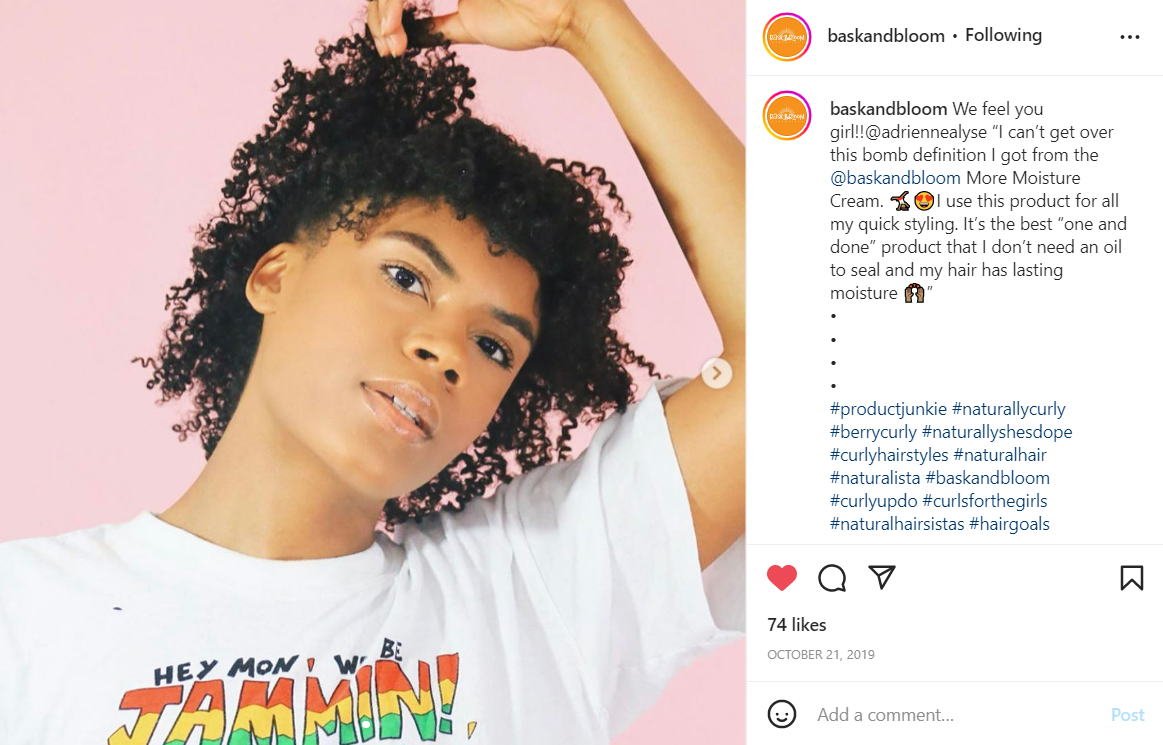 HEY MON' WE BE
JAMMIN!
baskandbloom • Following
baskandbloom We feel you
girl!!@adriennealyse “I can’t get over
this bomb definition I got from the
@baskandbloom More Moisture
Cream. 💅🏾😍I use this product for all
my quick styling. It’s the best “one and
done” product that I don’t need an oil
to seal and my hair has lasting
moisture 🙌🏾”
•
•
•
•
#productjunkie #naturallycurly
#berrycurly #naturallyshesdope
#curlyhairstyles #naturalhair
#naturalista #baskandbloom
#curlyupdo #curlsforthegirls
#naturalhairsistas #hairgoals
74 likes
OCTOBER 21, 2019
Add a comment...
Post